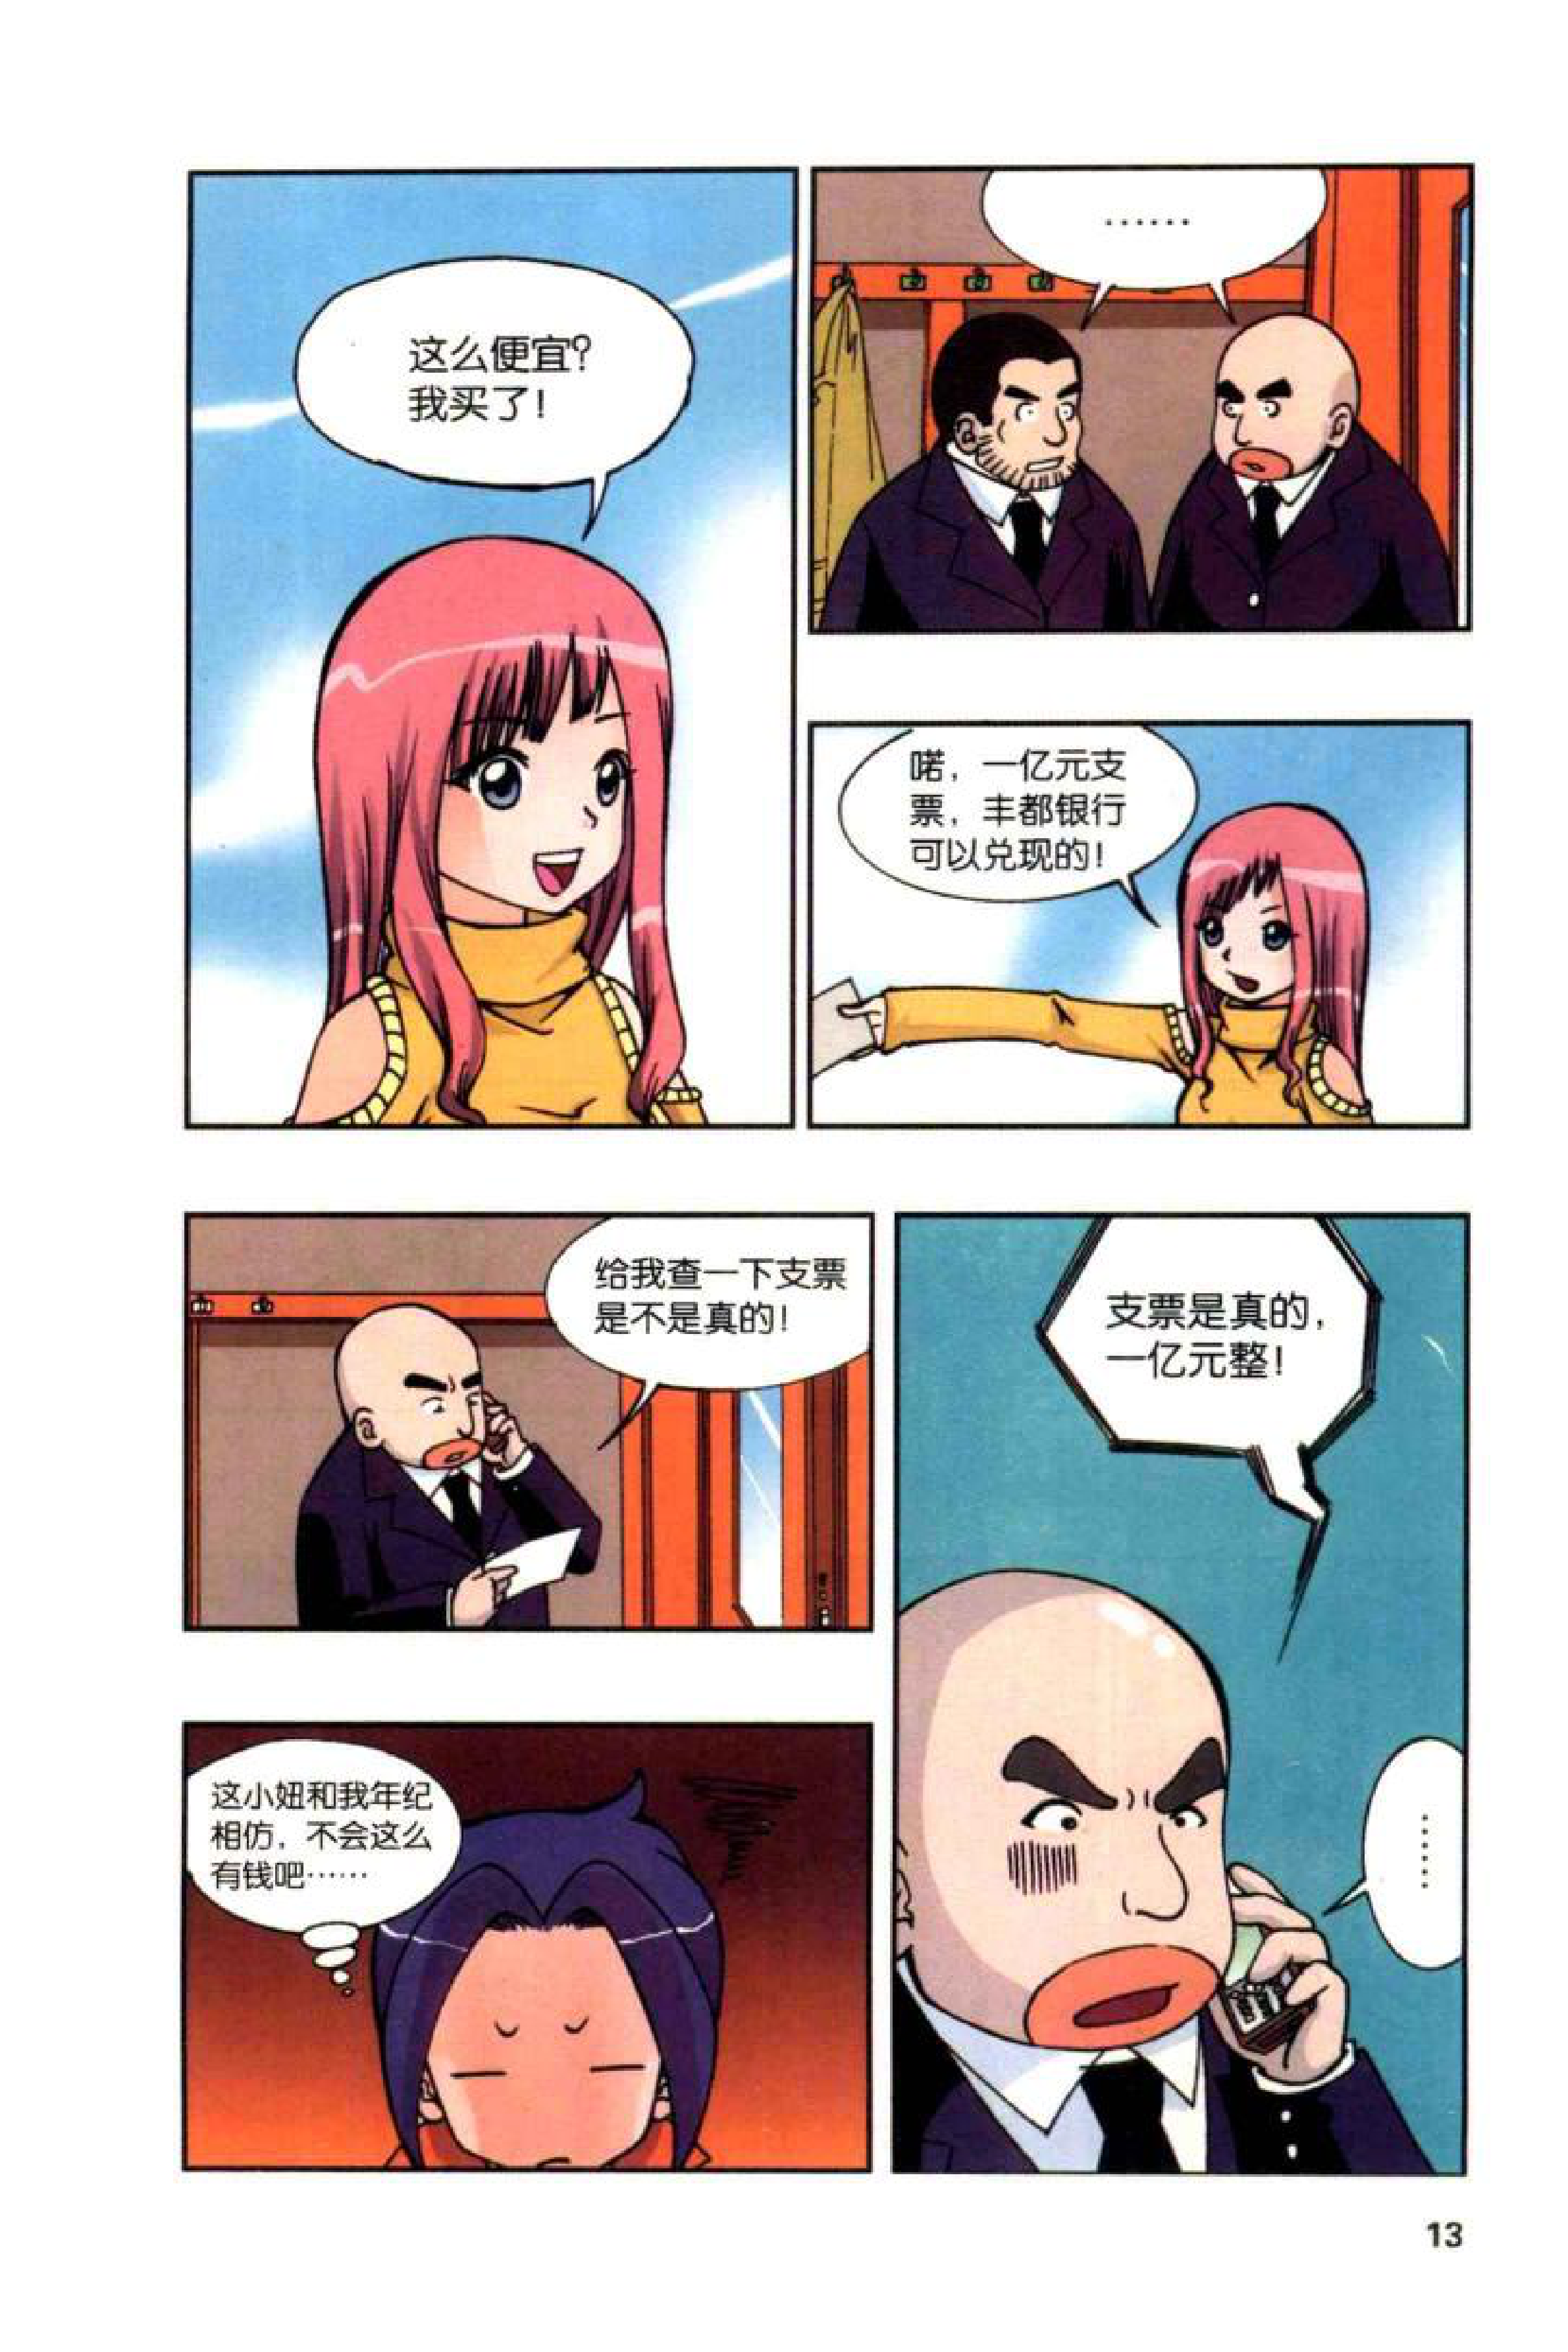 这么便宜?
我买了!
……
喏，一亿元支
票，丰都银行
可以兑现的!
给我查一下支票
是不是真的!
支票是真的，
一亿元整!
……
这小妞和我年纪
相仿，不会这么
有钱吧……
13